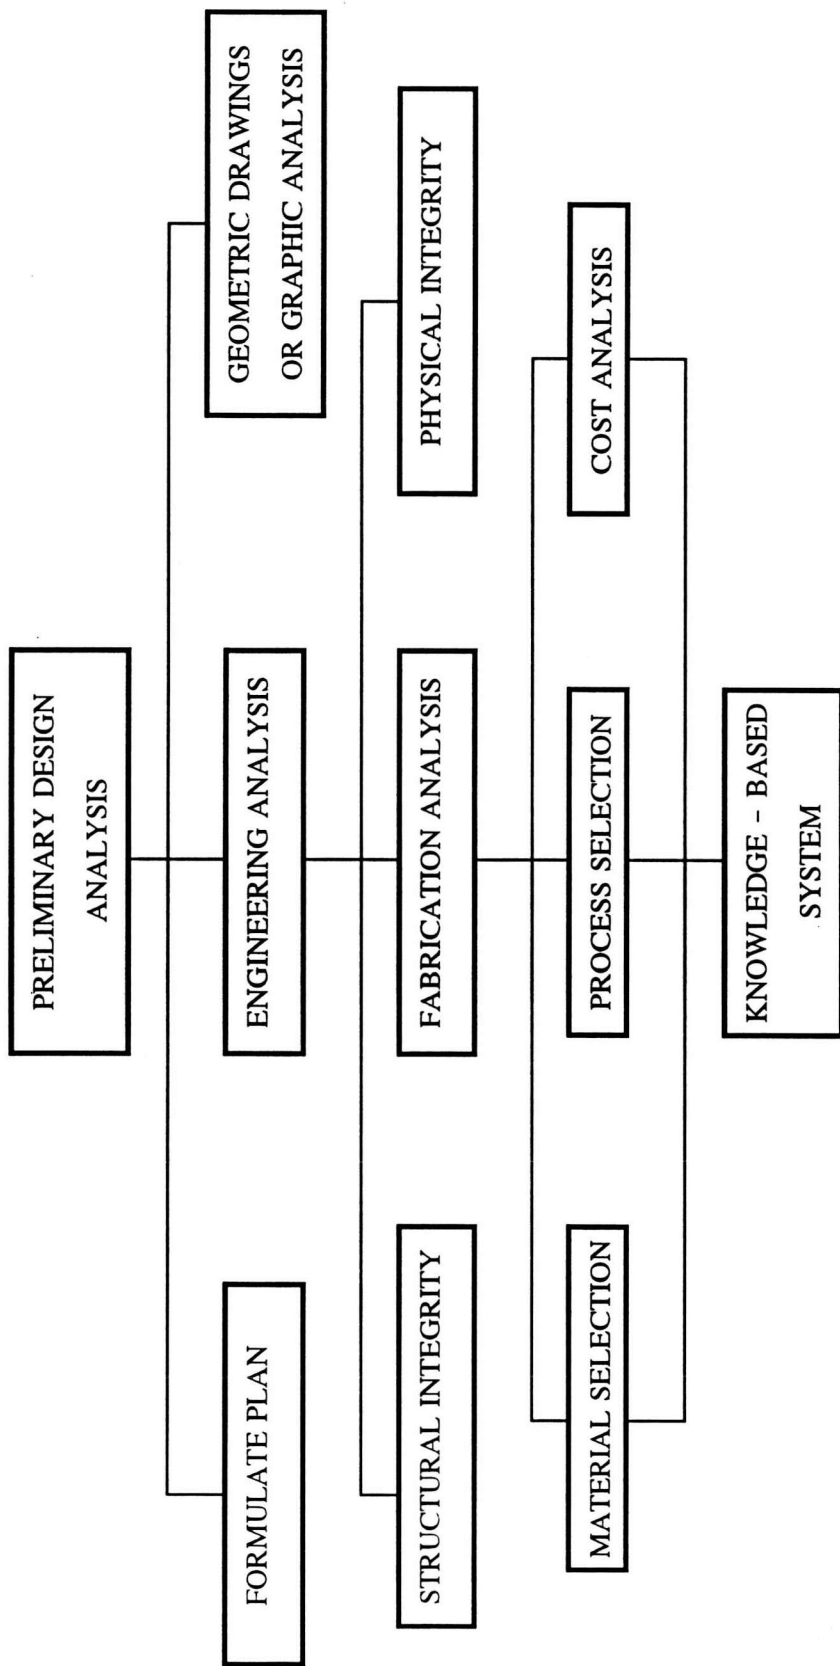 PRELIMINARY DESIGN
ANALYSIS
FORMULATE PLAN
ENGINEERING ANALYSIS
GEOMETRIC DRAWINGS
OR GRAPHIC ANALYSIS
STRUCTURAL INTEGRITY
FABRICATION ANALYSIS
PHYSICAL INTEGRITY
MATERIAL SELECTION
PROCESS SELECTION
COST ANALYSIS
KNOWLEDGE - BASED
SYSTEM